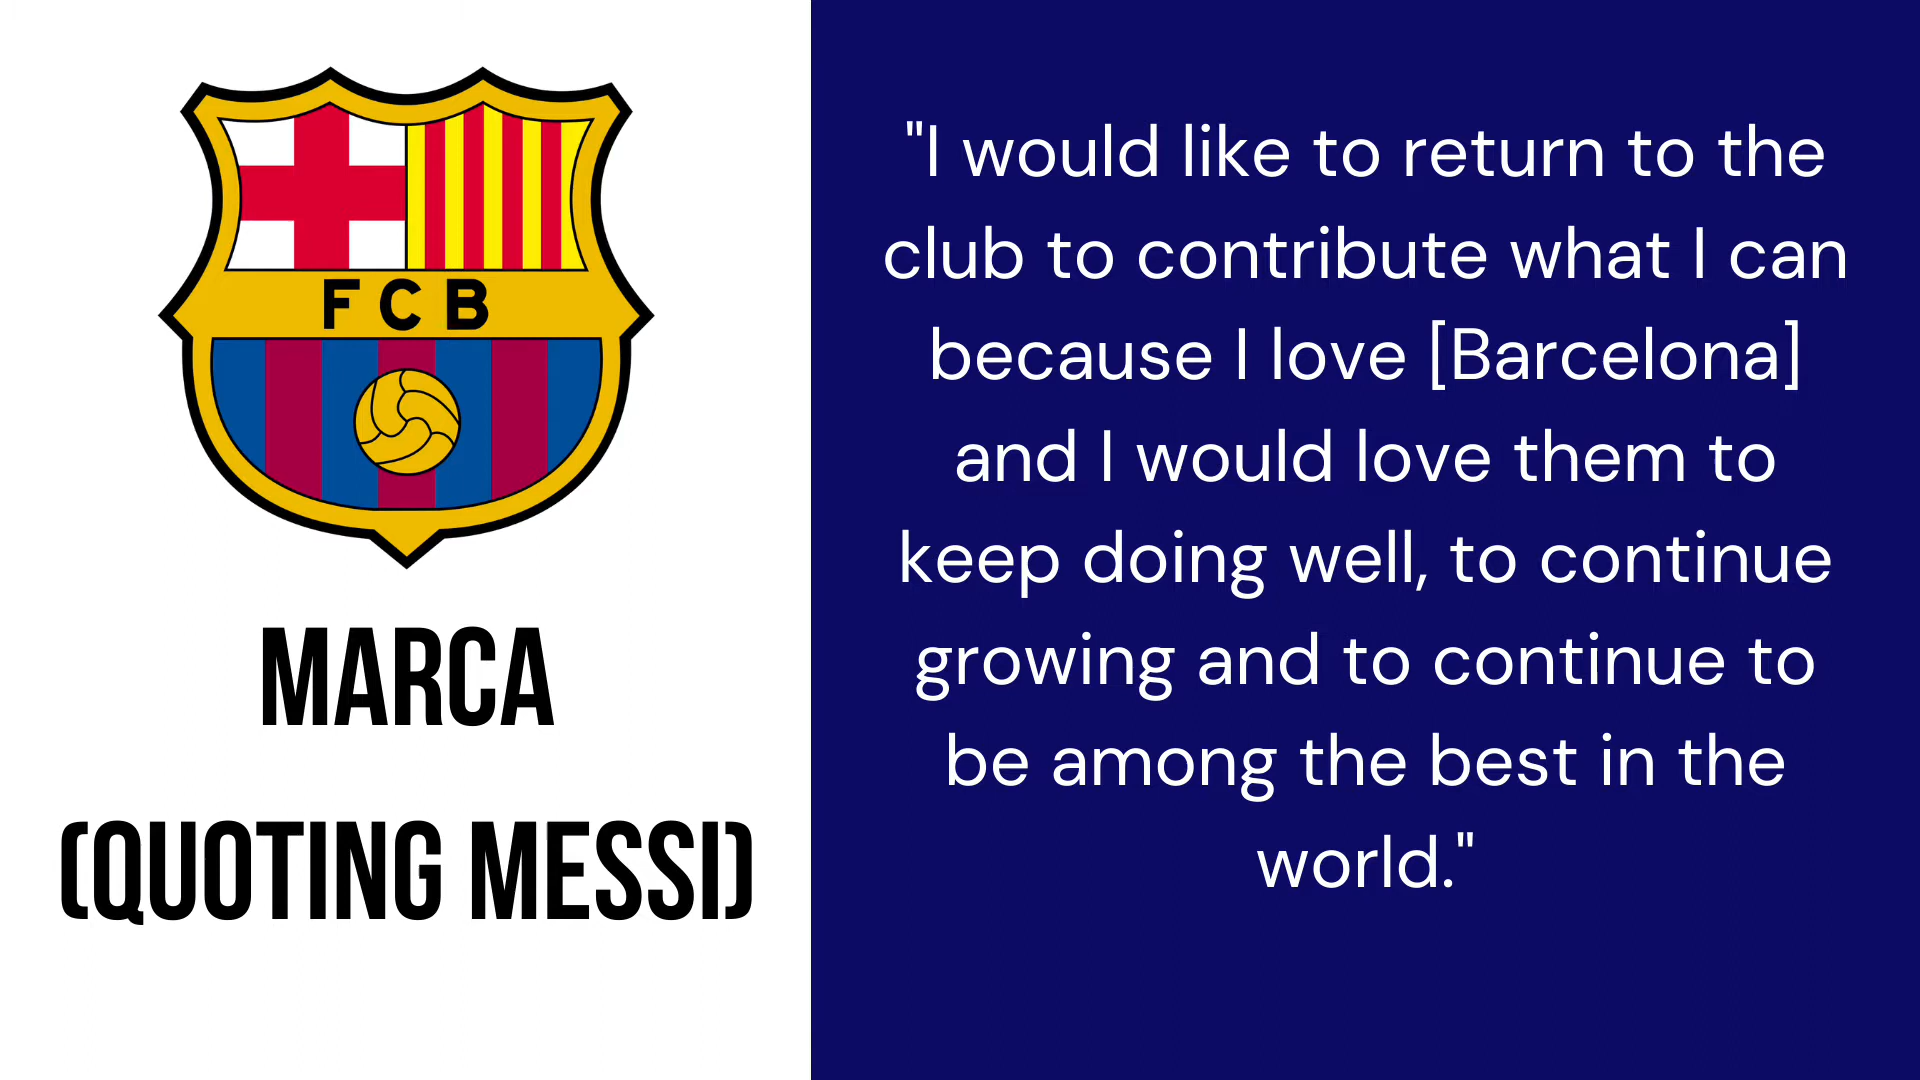 FCB
MARCA
(QUOTING MESSI)
"I would like to return to the
club to contribute what I can
because I love [Barcelona]
and I would love them to
keep doing well, to continue
growing and to continue to
be among the best in the
world."